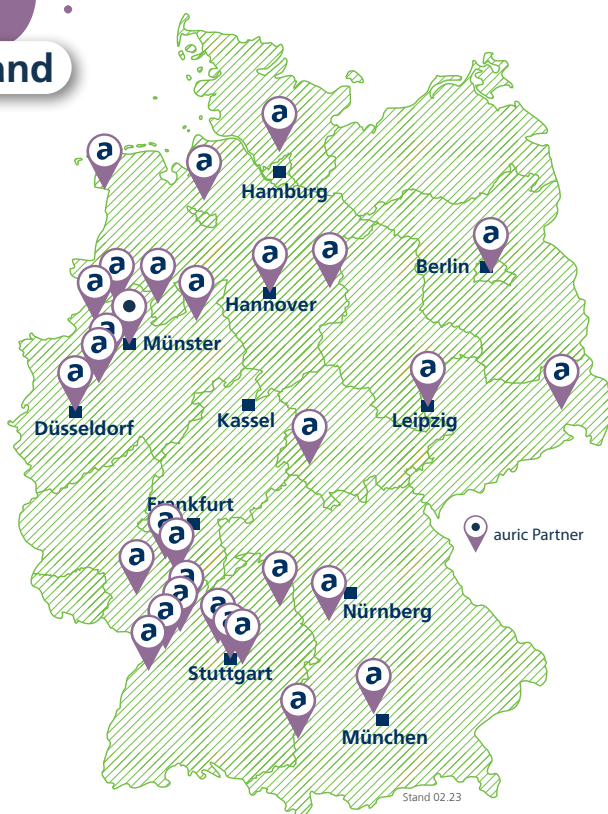 and
a
a
a
Hamburg
a
Berlin
a
a
a
a
a
a
Hannover
a
a
Münster
a
Düsseldorf
Kassel
a
Leipzig
a
a
Frankfurt
a
a
auric Partner
a
a
a
a
a
a
a
a
a
a
Nürnberg
Stuttgart
a
a
München
Stand 02.23